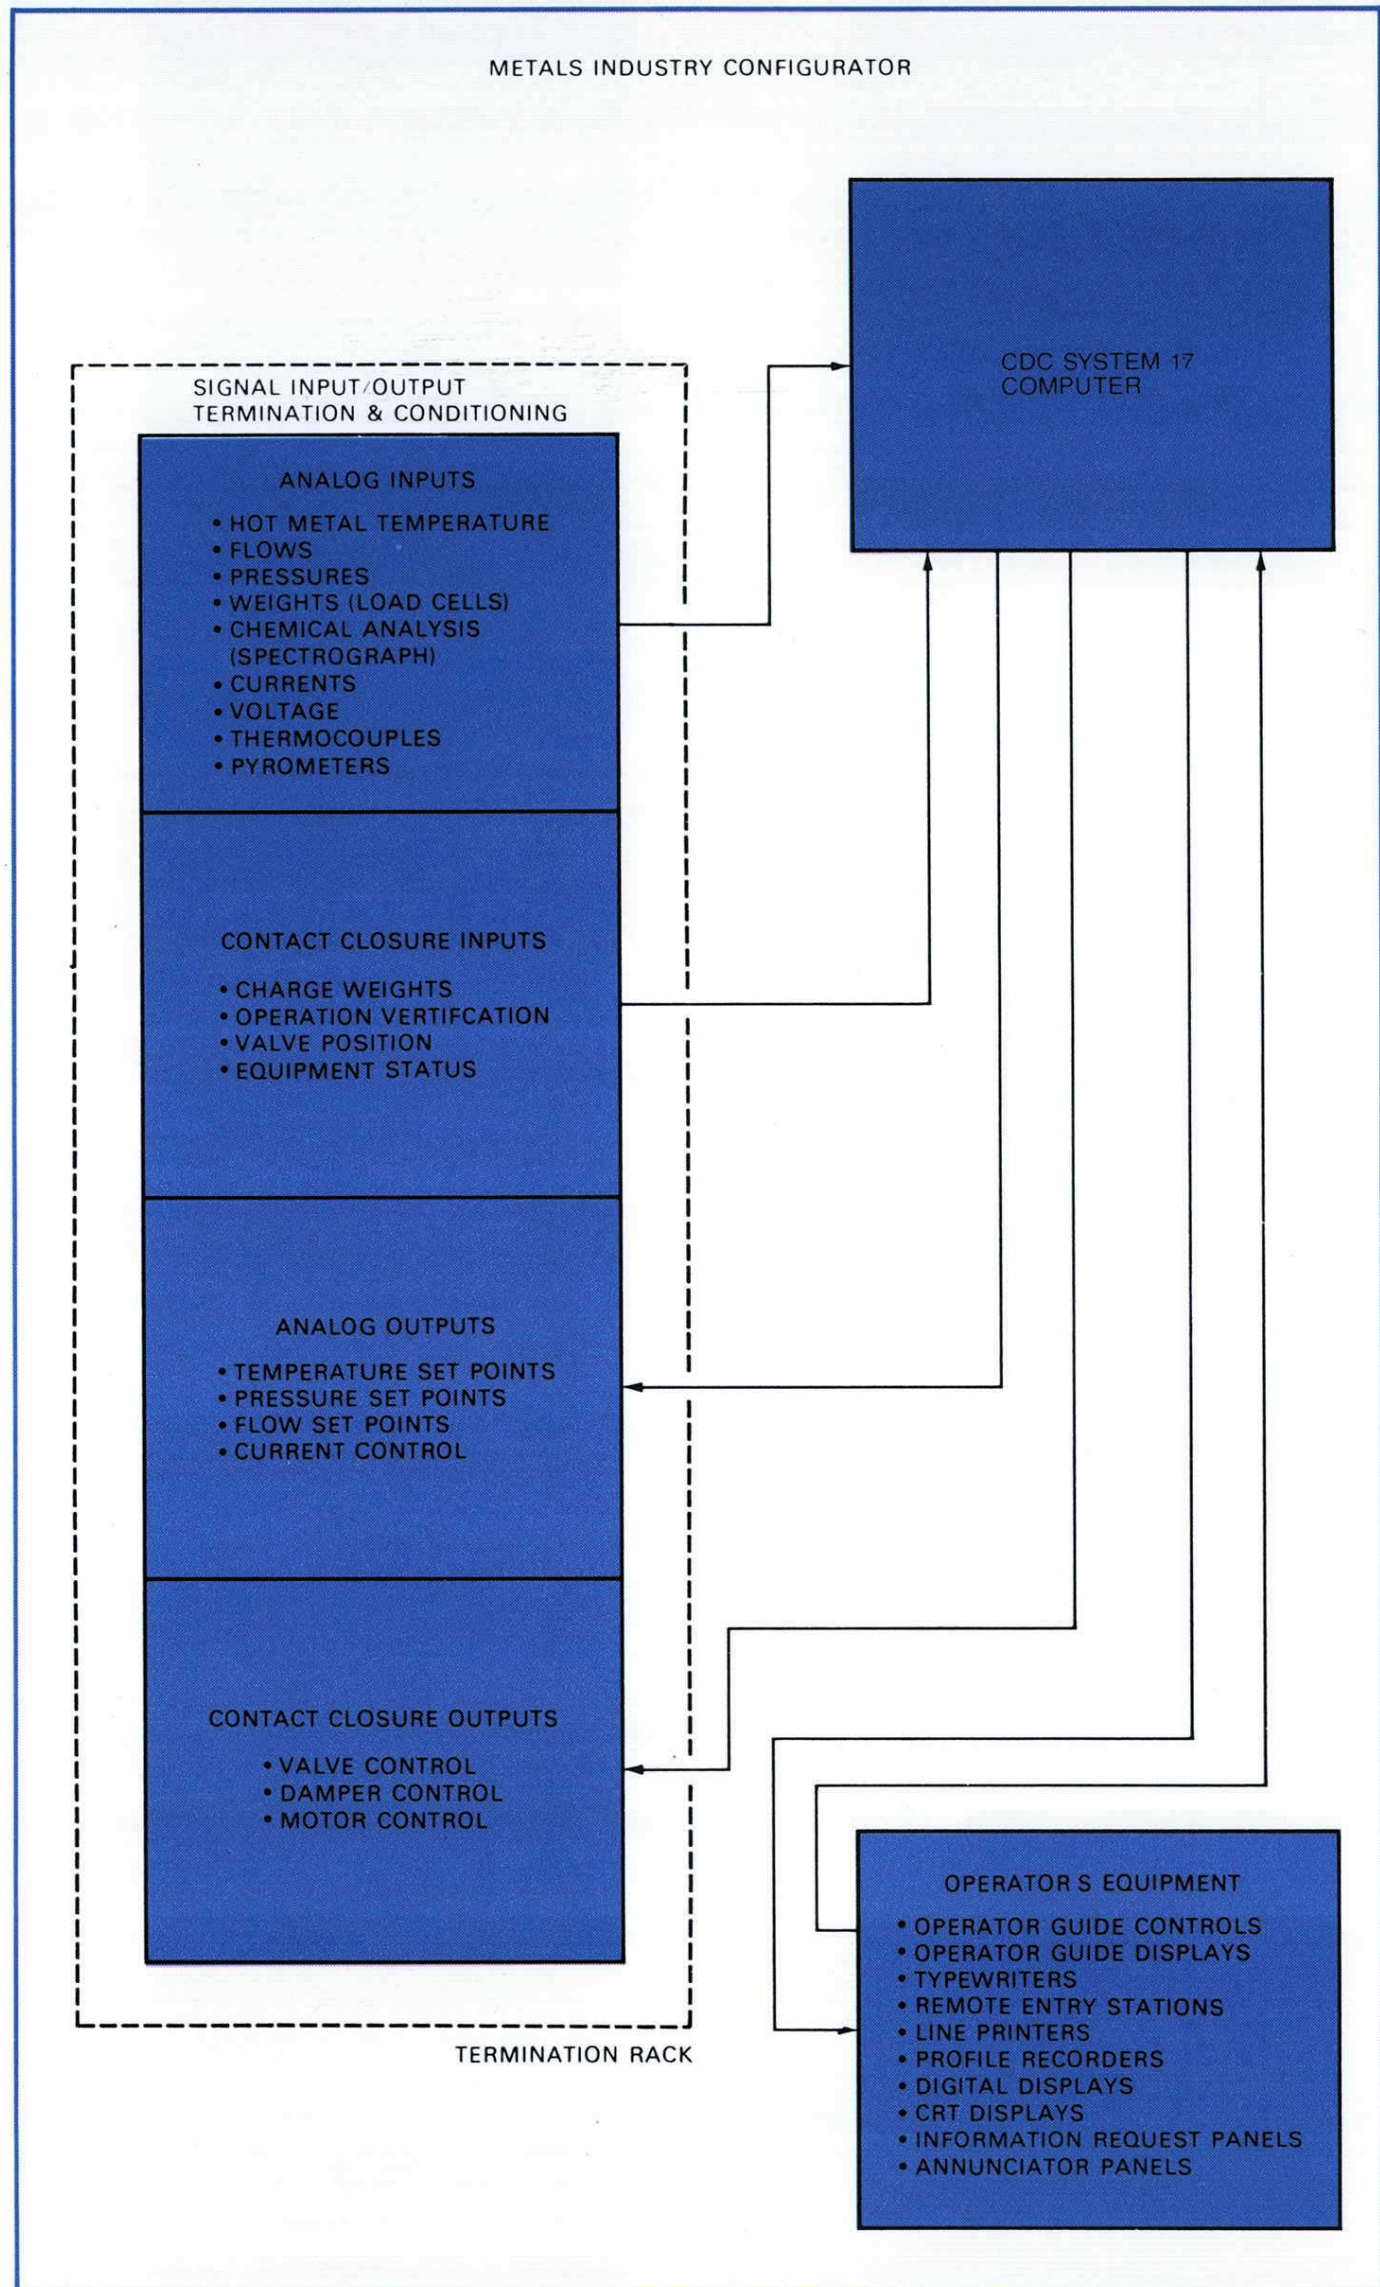 METALS INDUSTRY CONFIGURATOR
CDC SYSTEM 17
COMPUTER
SIGNAL INPUT/OUTPUT
TERMINATION & CONDITIONING
ANALOG INPUTS
• HOT METAL TEMPERATURE
• FLOWS
• PRESSURES
• WEIGHTS (LOAD CELLS)
• CHEMICAL ANALYSIS
(SPECTROGRAPH)
• CURRENTS
• VOLTAGE
• THERMOCOUPLES
• PYROMETERS
CONTACT CLOSURE INPUTS
• CHARGE WEIGHTS
• OPERATION VERTIFCATION
• VALVE POSITION
• EQUIPMENT STATUS
ANALOG OUTPUTS
• TEMPERATURE SET POINTS
• PRESSURE SET POINTS
• FLOW SET POINTS
• CURRENT CONTROL
CONTACT CLOSURE OUTPUTS
• VALVE CONTROL
• DAMPER CONTROL
• MOTOR CONTROL
TERMINATION RACK
OPERATOR S EQUIPMENT
• OPERATOR GUIDE CONTROLS
• OPERATOR GUIDE DISPLAYS
• TYPEWRITERS
• REMOTE ENTRY STATIONS
• LINE PRINTERS
• PROFILE RECORDERS
• DIGITAL DISPLAYS
• CRT DISPLAYS
• INFORMATION REQUEST PANELS
• ANNUNCIATOR PANELS